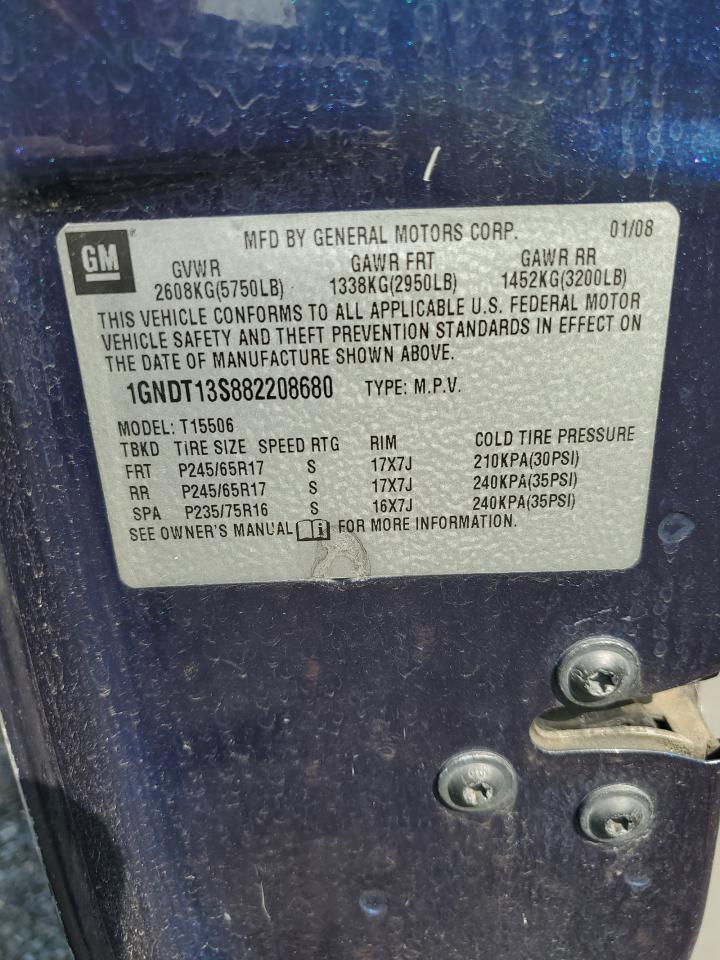 GM® MFD BY GENERAL MOTORS CORP. 01/08
GVWR GAWR FRT GAWR RR
2608KG(5750LB) 1338KG(2950LB) 1452KG(3200LB)
THIS VEHICLE CONFORMS TO ALL APPLICABLE U.S. FEDERAL MOTOR
VEHICLE SAFETY AND THEFT PREVENTION STANDARDS IN EFFECT ON
THE DATE OF MANUFACTURE SHOWN ABOVE.
1GNDT13S882208680 TYPE: M.P.V.
MODEL: T15506
TBKD TIRE SIZE SPEED RTG RIM COLD TIRE PRESSURE
FRT P245/65R17 S 17X7J 210KPA(30PSI)
RR P245/65R17 S 17X7J 240KPA(35PSI)
SPA P235/75R16 S 16X7J 240KPA(35PSI)
SEE OWNER'S MANUAL i FOR MORE INFORMATION.